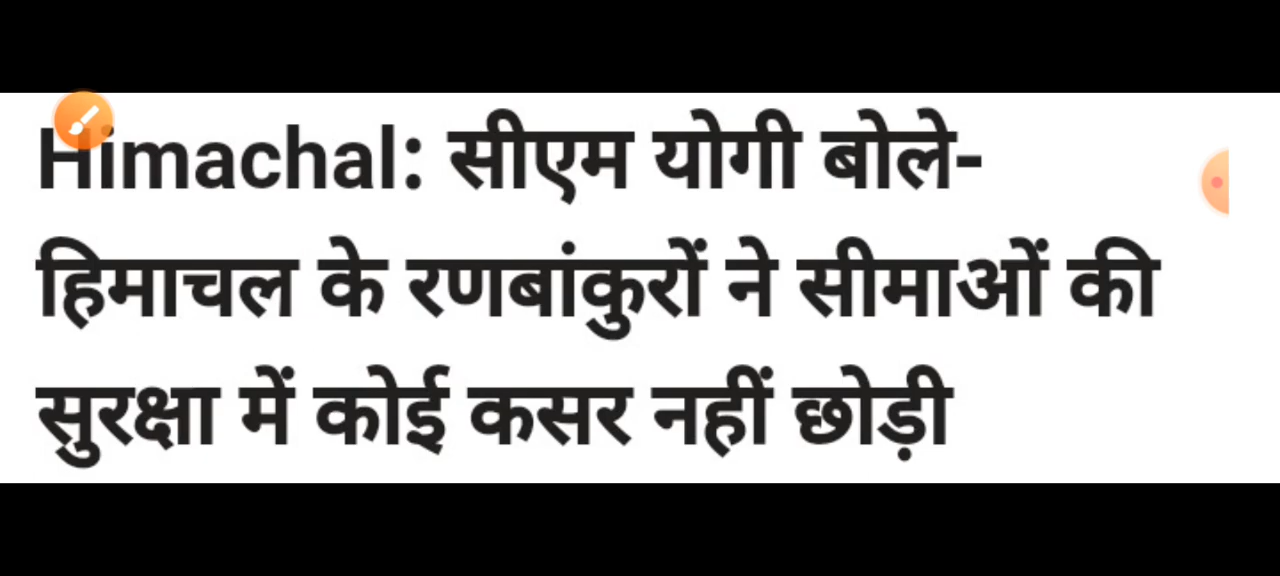 Himachal: सीएम योगी बोले-
हिमाचल के रणबांकुरों ने सीमाओं की
सुरक्षा में कोई कसर नहीं छोड़ी